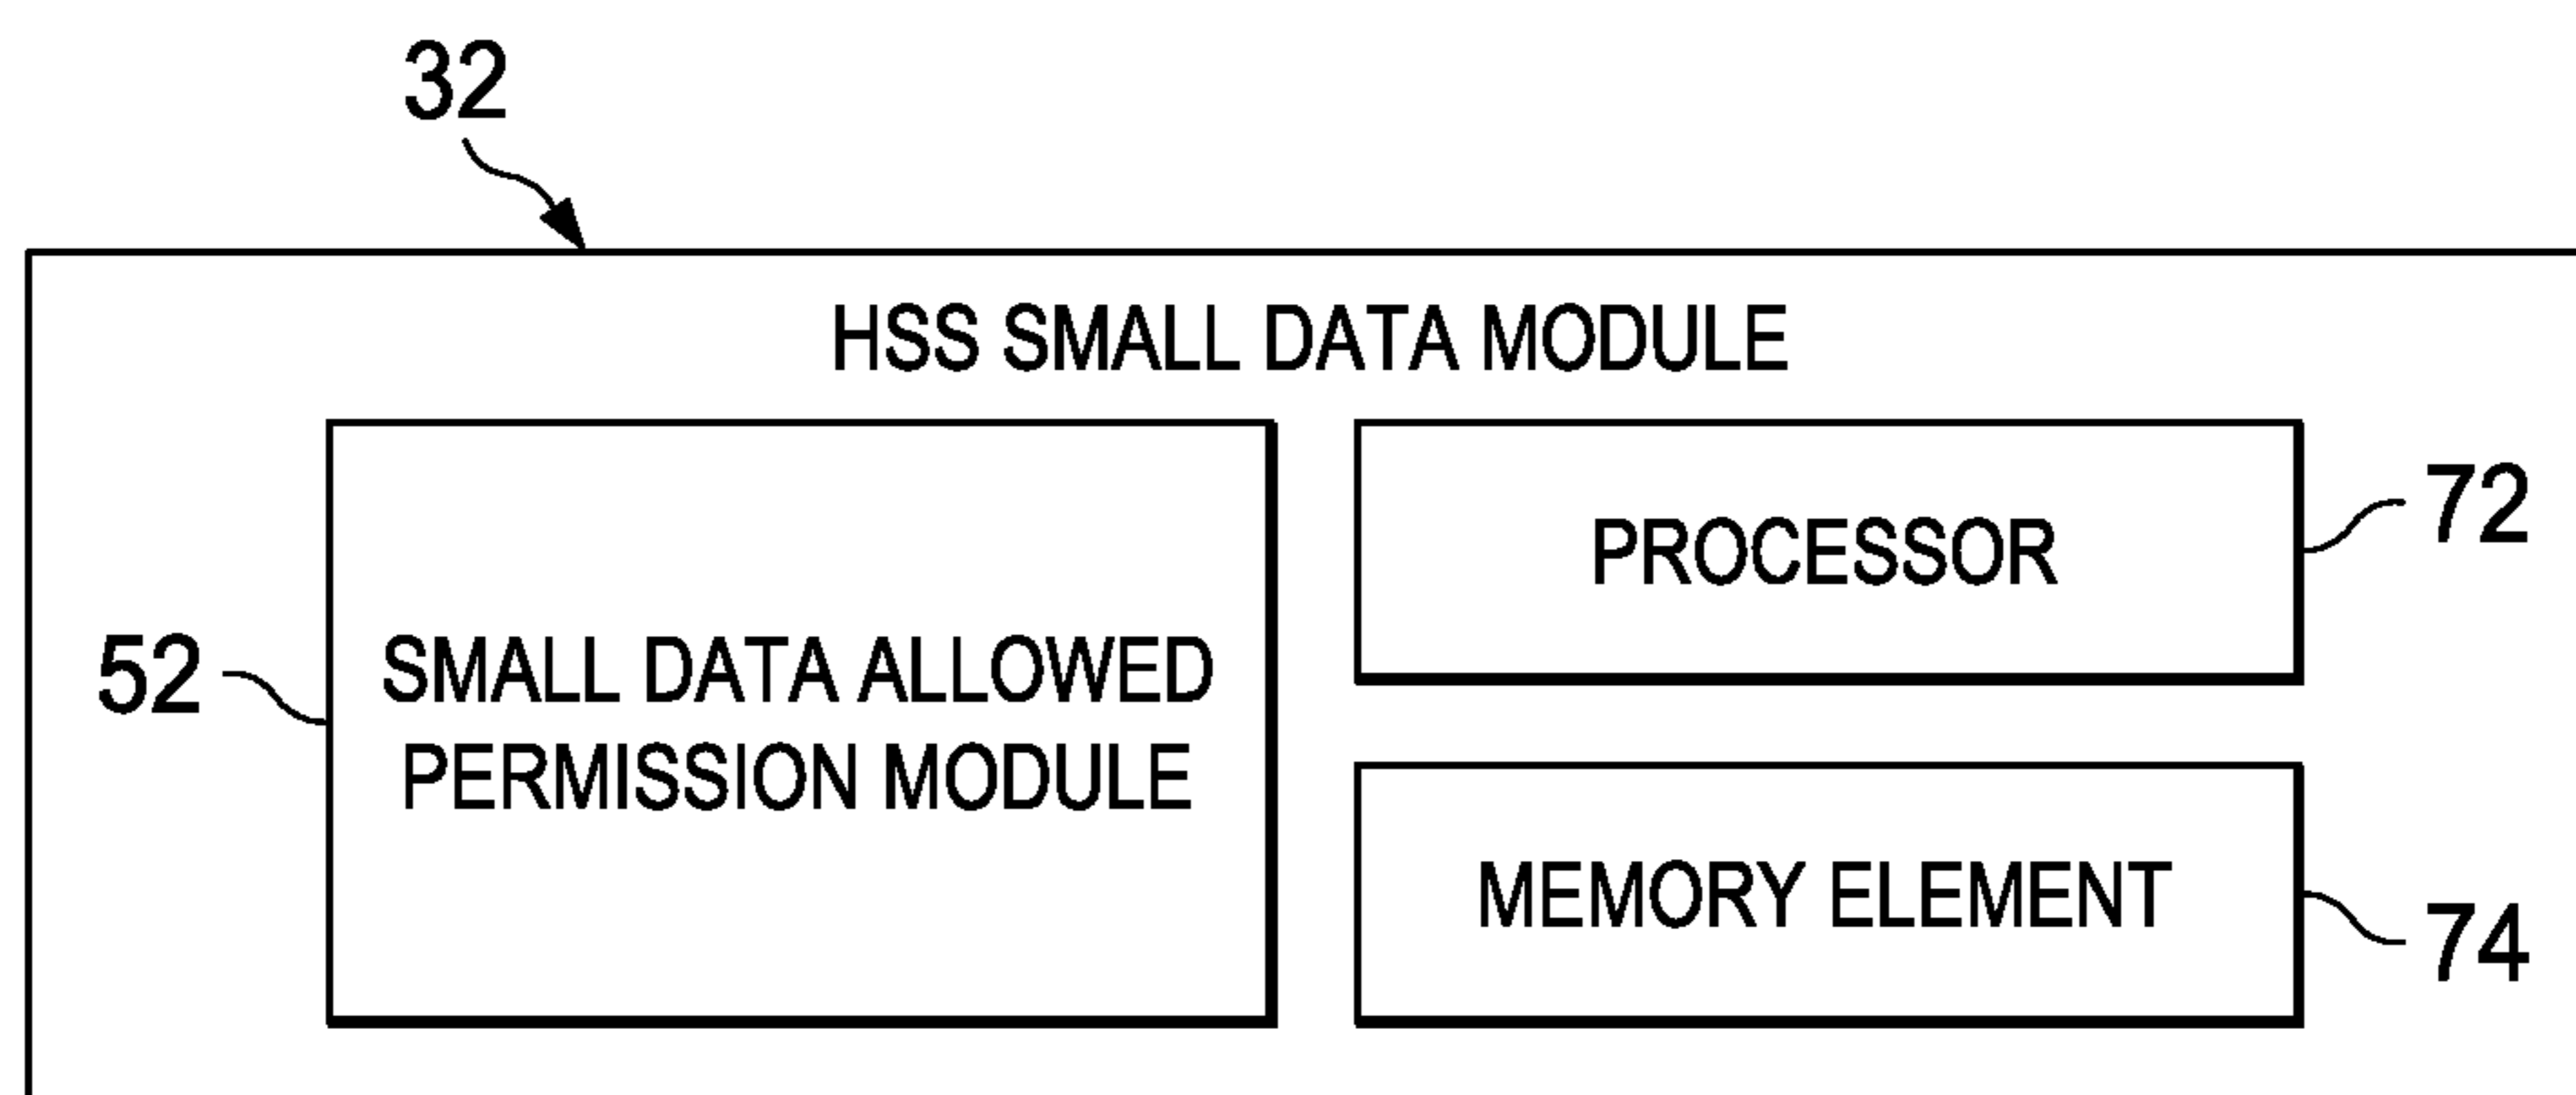 32
HSS SMALL DATA MODULE
52
SMALL DATA ALLOWED
PERMISSION MODULE
PROCESSOR
72
MEMORY ELEMENT
74